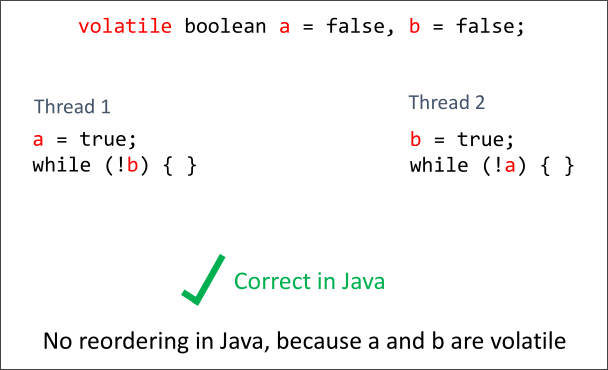 volatile boolean a = false, b = false;
Thread 1
a = true;
while (!b) { }
Thread 2
b = true;
while (!a) { }
Correct in Java
No reordering in Java, because a and b are volatile